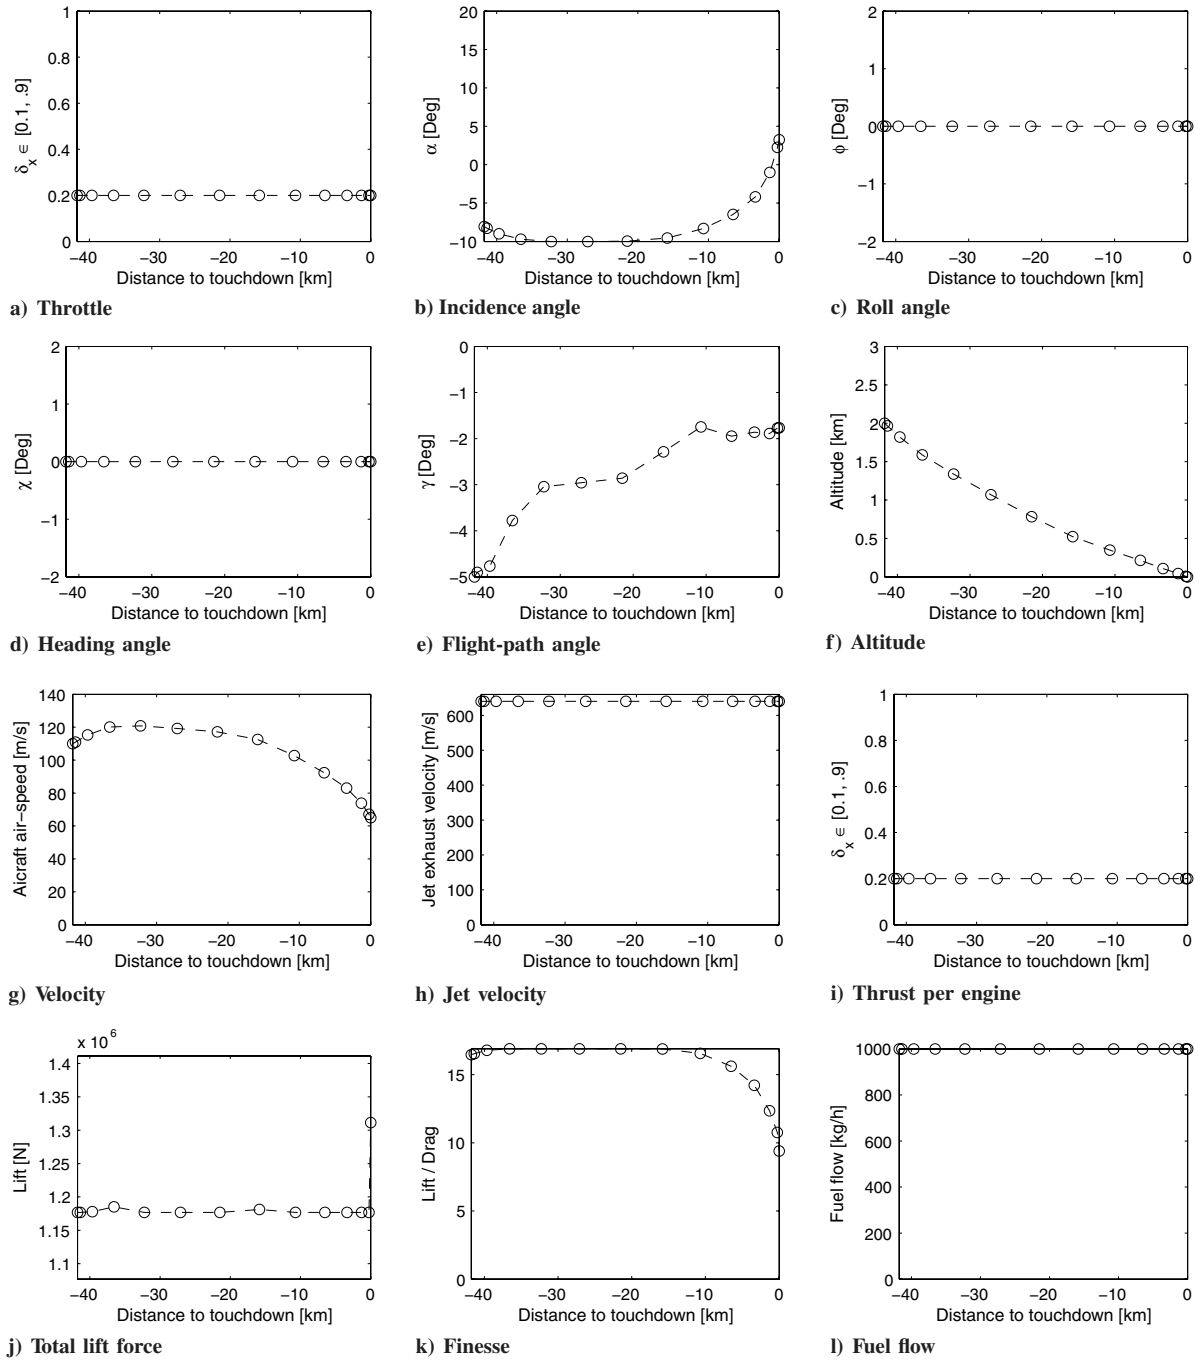 1
0.8
0.6
0.4
0.2
0
δx ∈ [0.1, .9]
−40 −30 −20 −10 0
Distance to touchdown [km]
a) Throttle
20
15
10
5
0
−5
−10
α [Deg]
−40 −30 −20 −10 0
Distance to touchdown [km]
b) Incidence angle
2
1
0
−1
−2
ϕ [Deg]
−40 −30 −20 −10 0
Distance to touchdown [km]
c) Roll angle
2
1
0
−1
−2
χ [Deg]
−40 −30 −20 −10 0
Distance to touchdown [km]
d) Heading angle
0
−1
−2
−3
−4
−5
γ [Deg]
−40 −30 −20 −10 0
Distance to touchdown [km]
e) Flight-path angle
3
2.5
2
1.5
1
0.5
0
Altitude [km]
−40 −30 −20 −10 0
Distance to touchdown [km]
f) Altitude
140
120
100
80
60
40
20
0
Aicraft air−speed [m/s]
−40 −30 −20 −10 0
Distance to touchdown [km]
g) Velocity
600
500
400
300
200
100
0
Jet exhaust velocity [m/s]
−40 −30 −20 −10 0
Distance to touchdown [km]
h) Jet velocity
1
0.8
0.6
0.4
0.2
0
δx ∈ [0.1, .9]
−40 −30 −20 −10 0
Distance to touchdown [km]
i) Thrust per engine
x 10^6
1.4
1.35
1.3
1.25
1.2
1.15
1.1
Lift [N]
−40 −30 −20 −10 0
Distance to touchdown [km]
j) Total lift force
15
10
5
0
Lift / Drag
−40 −30 −20 −10 0
Distance to touchdown [km]
k) Finesse
1000
800
600
400
200
0
Fuel flow [kg/h]
−40 −30 −20 −10 0
Distance to touchdown [km]
l) Fuel flow